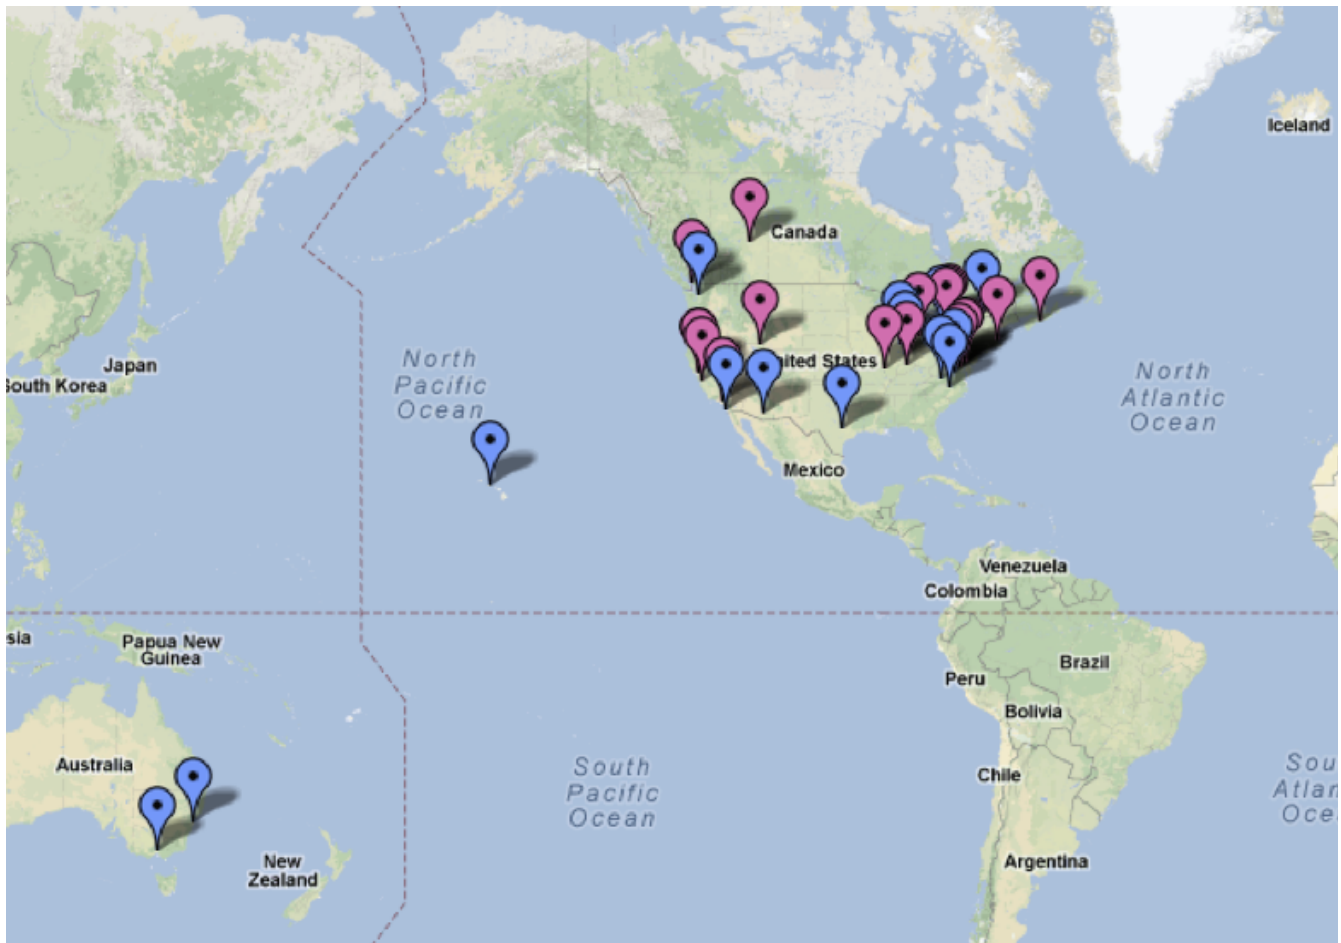 Iceland
Canada
North
Pacific
Ocean
Japan
South Korea
nited States
North
Atlantic
Ocean
Mexico
Venezuela
Colombia
sia
Papua New
Guinea
Brazil
Peru
Bolivia
Australia
South
Pacific
Ocean
Chile
Sou
Atlan
Oce
New
Zealand
Argentina